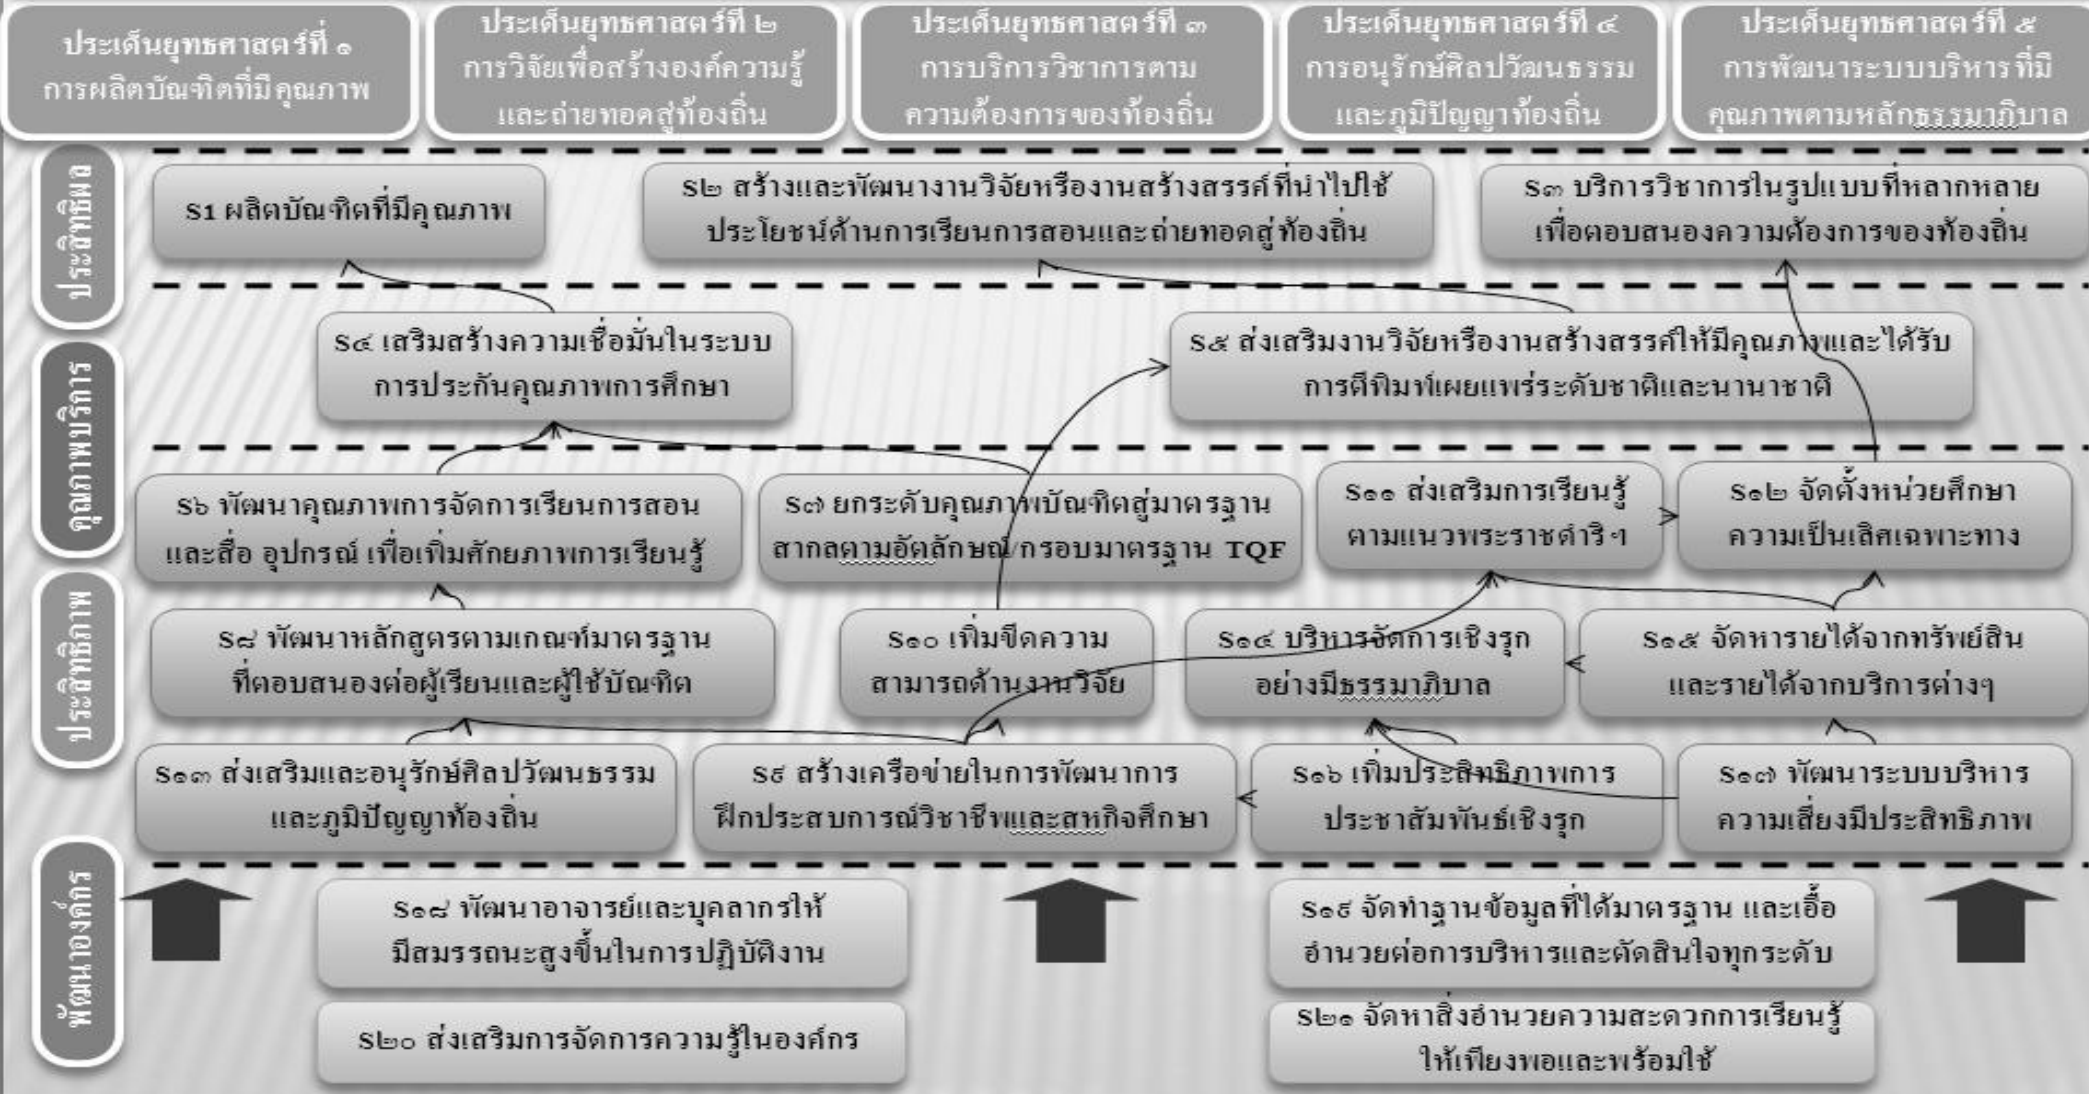 ประเด็นยุทธศาสตร์ที่ ๑
การผลิตบัณฑิตที่มีคุณภาพ
ประเด็นยุทธศาสตร์ที่ ๒
การวิจัยเพื่อสร้างองค์ความรู้
และถ่ายทอดสู่ท้องถิ่น
ประเด็นยุทธศาสตร์ที่ ๓
การบริการวิชาการตาม
ความต้องการของท้องถิ่น
ประเด็นยุทธศาสตร์ที่ ๔
การอนุรักษ์ศิลปวัฒนธรรม
และภูมิปัญญาท้องถิ่น
ประเด็นยุทธศาสตร์ที่ ๕
การพัฒนาระบบบริหารที่มี
คุณภาพตามหลักธรรมาภิบาล
ประสิทธิผล
S1 ผลิตบัณฑิตที่มีคุณภาพ
S๒ สร้างและพัฒนางานวิจัยหรืองานสร้างสรรค์ที่นำไปใช้
ประโยชน์ด้านการเรียนการสอนและถ่ายทอดสู่ท้องถิ่น
S๓ บริการวิชาการในรูปแบบที่หลากหลาย
เพื่อตอบสนองความต้องการของท้องถิ่น
คุณภาพบริการ
S๔ เสริมสร้างความเชื่อมั่นในระบบ
การประกันคุณภาพการศึกษา
S๕ ส่งเสริมงานวิจัยหรืองานสร้างสรรค์ให้มีคุณภาพและได้รับ
การตีพิมพ์เผยแพร่ระดับชาติและนานาชาติ
S๖ พัฒนาคุณภาพการจัดการเรียนการสอน
และสื่อ อุปกรณ์ เพื่อเพิ่มศักยภาพการเรียนรู้
S๗ ยกระดับคุณภาพบัณฑิตสู่มาตรฐาน
สากลตามอัตลักษณ์/กรอบมาตรฐาน TQF
S๑๑ ส่งเสริมการเรียนรู้
ตามแนวพระราชดำริฯ
S๑๒ จัดตั้งหน่วยศึกษา
ความเป็นเลิศเฉพาะทาง
ประสิทธิภาพ
S๘ พัฒนาหลักสูตรตามเกณฑ์มาตรฐาน
ที่ตอบสนองต่อผู้เรียนและผู้ใช้บัณฑิต
S๑๐ เพิ่มขีดความ
สามารถด้านงานวิจัย
S๑๔ บริหารจัดการเชิงรุก
อย่างมีธรรมาภิบาล
S๑๕ จัดหารายได้จากทรัพย์สิน
และรายได้จากบริการต่างๆ
S๑๓ ส่งเสริมและอนุรักษ์ศิลปวัฒนธรรม
และภูมิปัญญาท้องถิ่น
S๙ สร้างเครือข่ายในการพัฒนาการ
ฝึกประสบการณ์วิชาชีพและสหกิจศึกษา
S๑๖ เพิ่มประสิทธิภาพการ
ประชาสัมพันธ์เชิงรุก
S๑๗ พัฒนาระบบบริหาร
ความเสี่ยงมีประสิทธิภาพ
พัฒนาองค์กร
S๑๘ พัฒนาอาจารย์และบุคลากรให้
มีสมรรถนะสูงขึ้นในการปฏิบัติงาน
S๑๙ จัดทำฐานข้อมูลที่ได้มาตรฐาน และเอื้อ
อำนวยต่อการบริหารและตัดสินใจทุกระดับ
S๒๐ ส่งเสริมการจัดการความรู้ในองค์กร
S๒๑ จัดหาสิ่งอำนวยความสะดวกการเรียนรู้
ให้เพียงพอและพร้อมใช้